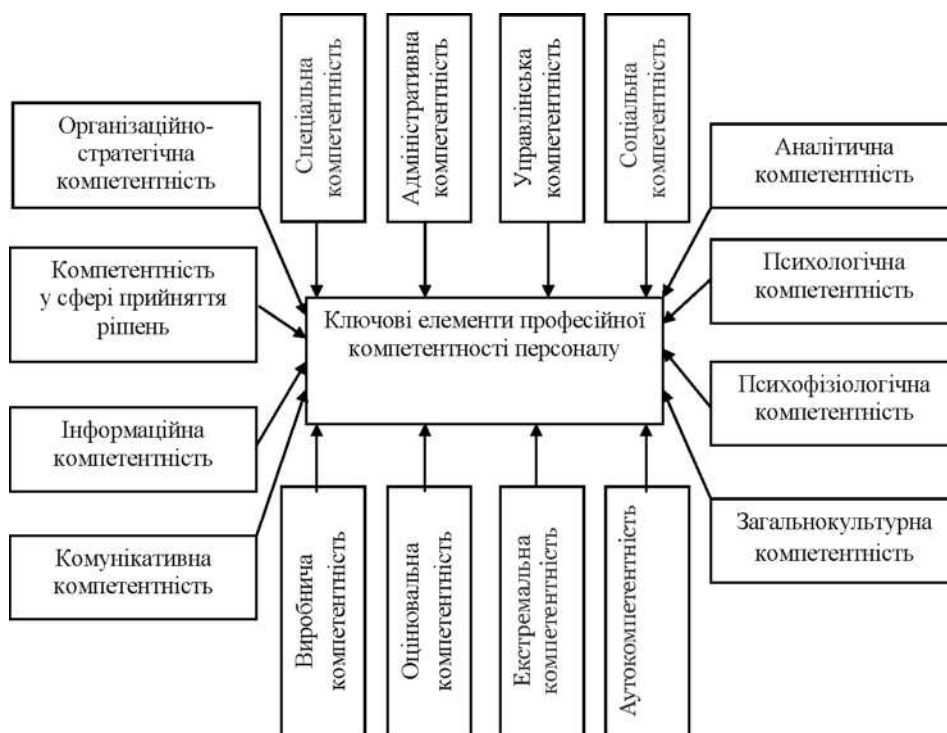 Спеціальна
компетентність
Адміністративна
компетентність
Управлінська
компетентність
Соціальна
компетентність
Організаційно-
стратегічна
компетентність
Аналітична
компетентність
Компетентність
у сфері прийняття
рішень
Психологічна
компетентність
Ключові елементи професійної
компетентності персоналу
Інформаційна
компетентність
Психофізіологічна
компетентність
Комунікативна
компетентність
Загальнокультурна
компетентність
Виробнича
компетентність
Оцінювальна
компетентність
Екстремальна
компетентність
Аутокомпетентність